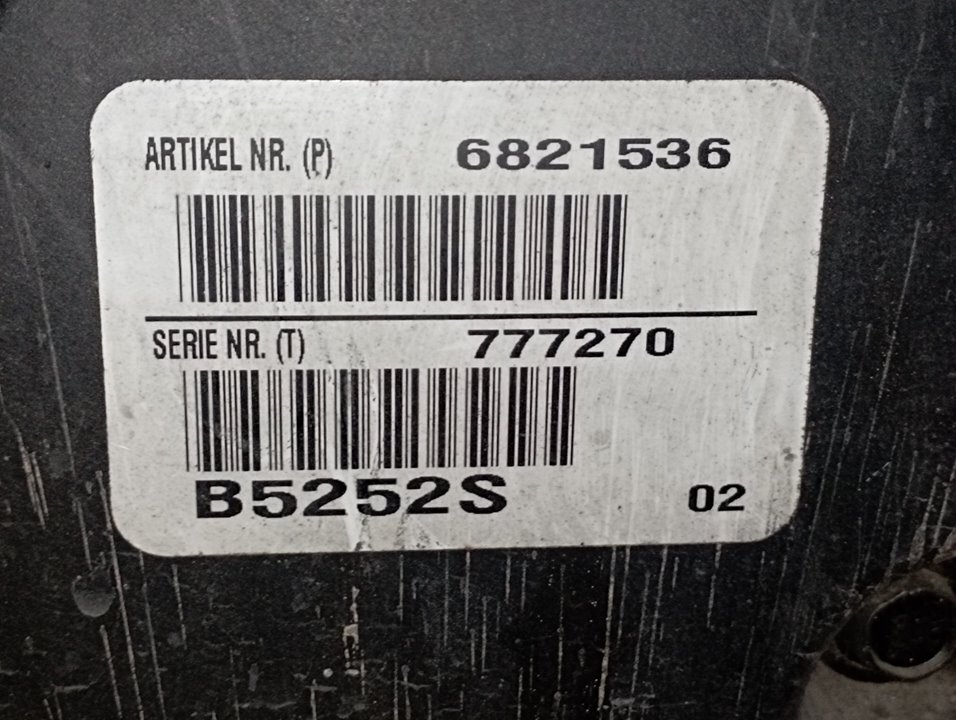 ARTIKEL NR. (P) 6821536
SERIE NR. (T) 777270
B5252S 02